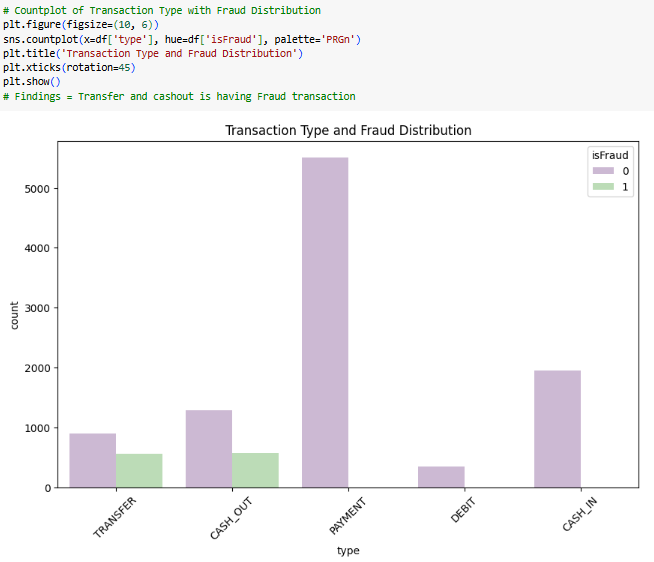 # Countplot of Transaction Type with Fraud Distribution
plt.figure(figsize=(10, 6))
sns.countplot(x=df['type'], hue=df['isFraud'], palette='PRGn')
plt.title('Transaction Type and Fraud Distribution')
plt.xticks(rotation=45)
plt.show()
# Findings = Transfer and cashout is having Fraud transaction
Transaction Type and Fraud Distribution
isFraud
0
1
5000
4000
3000
2000
1000
0
count
TRANSFER
CASH_OUT
PAYMENT
DEBIT
CASH_IN
type